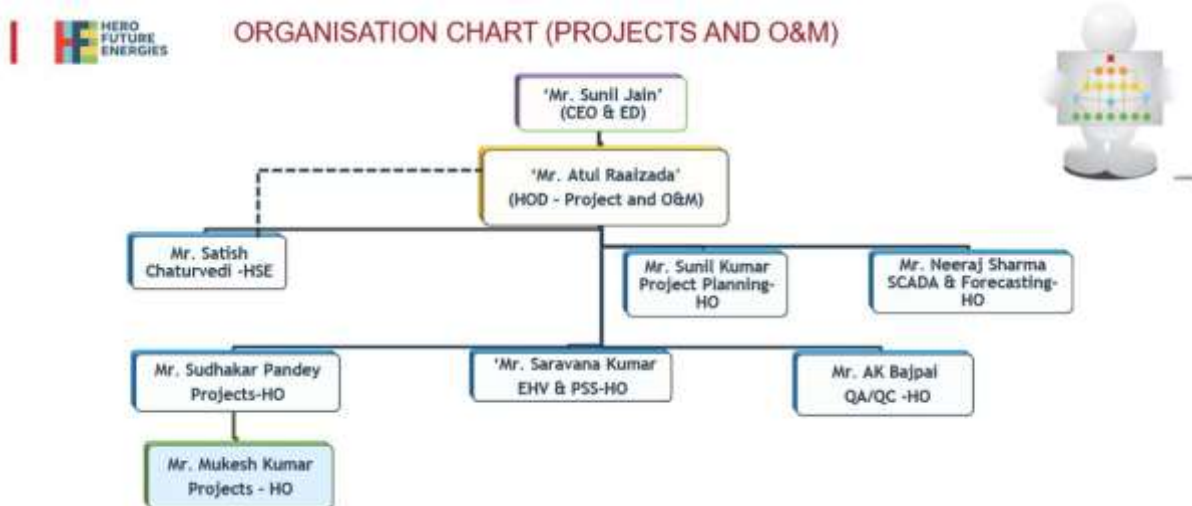 HERO
FUTURE
ENERGIES
ORGANISATION CHART (PROJECTS AND O&M)
'Mr. Sunil Jain'
(CEO & ED)
'Mr. Atul Raaizada'
(HOD - Project and O&M)
Mr. Satish
Chaturvedi -HSE
Mr. Sunil Kumar
Project Planning-
HO
Mr. Neeraj Sharma
SCADA & Forecasting-
HO
Mr. Sudhakar Pandey
Projects-HO
'Mr. Saravana Kumar
EHV & PSS-HO
Mr. AK Bajpai
QA/QC -HO
Mr. Mukesh Kumar
Projects - HO